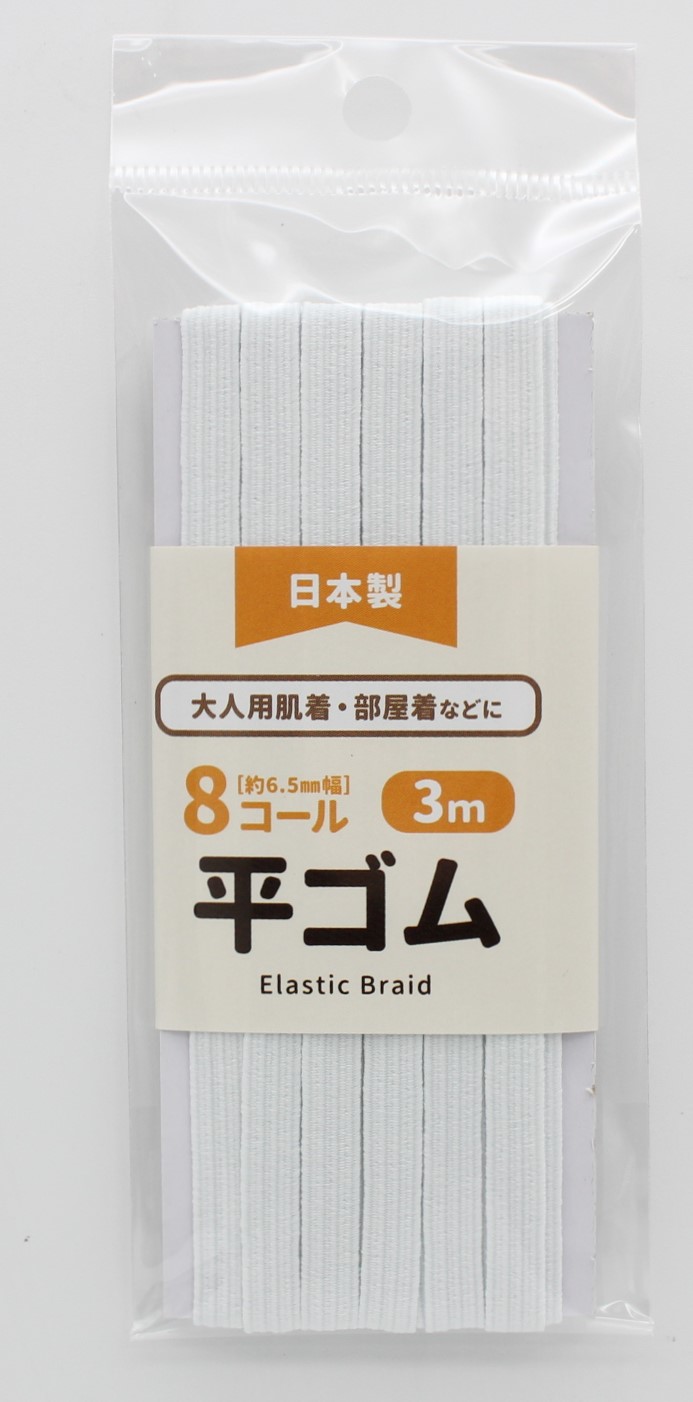 日本製
大人用肌着・部屋着などに
8コール[約6.5㎜幅]
3m
平ゴム
Elastic Braid